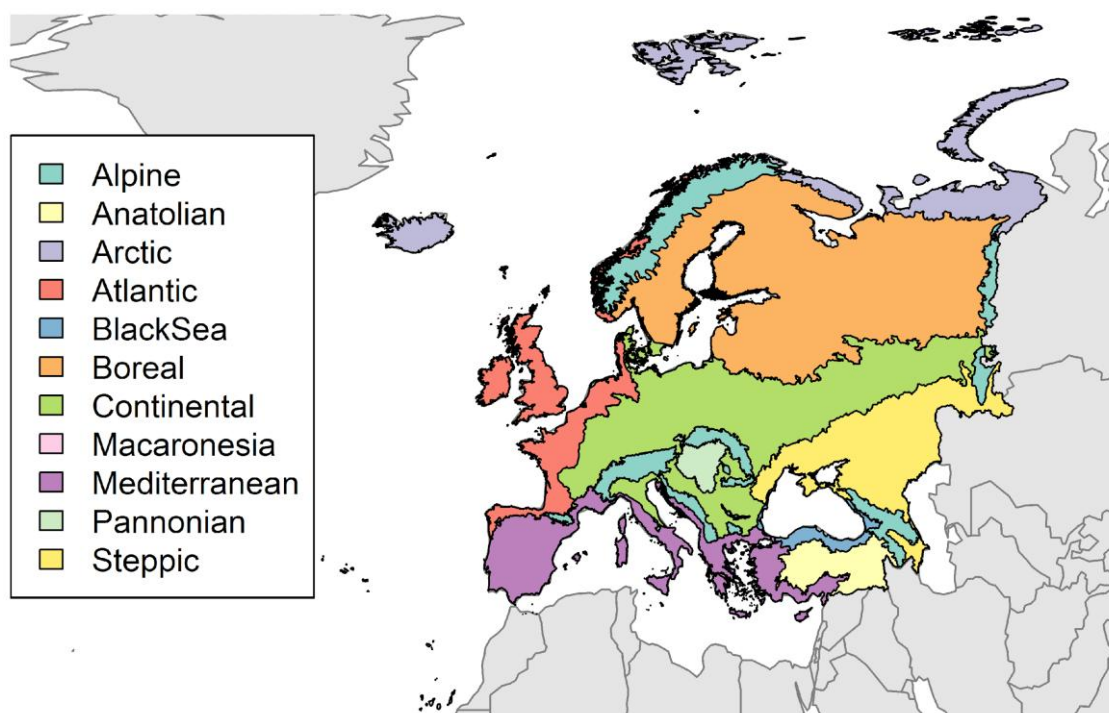 Alpine
Anatolian
Arctic
Atlantic
BlackSea
Boreal
Continental
Macaronesia
Mediterranean
Pannonian
Steppic